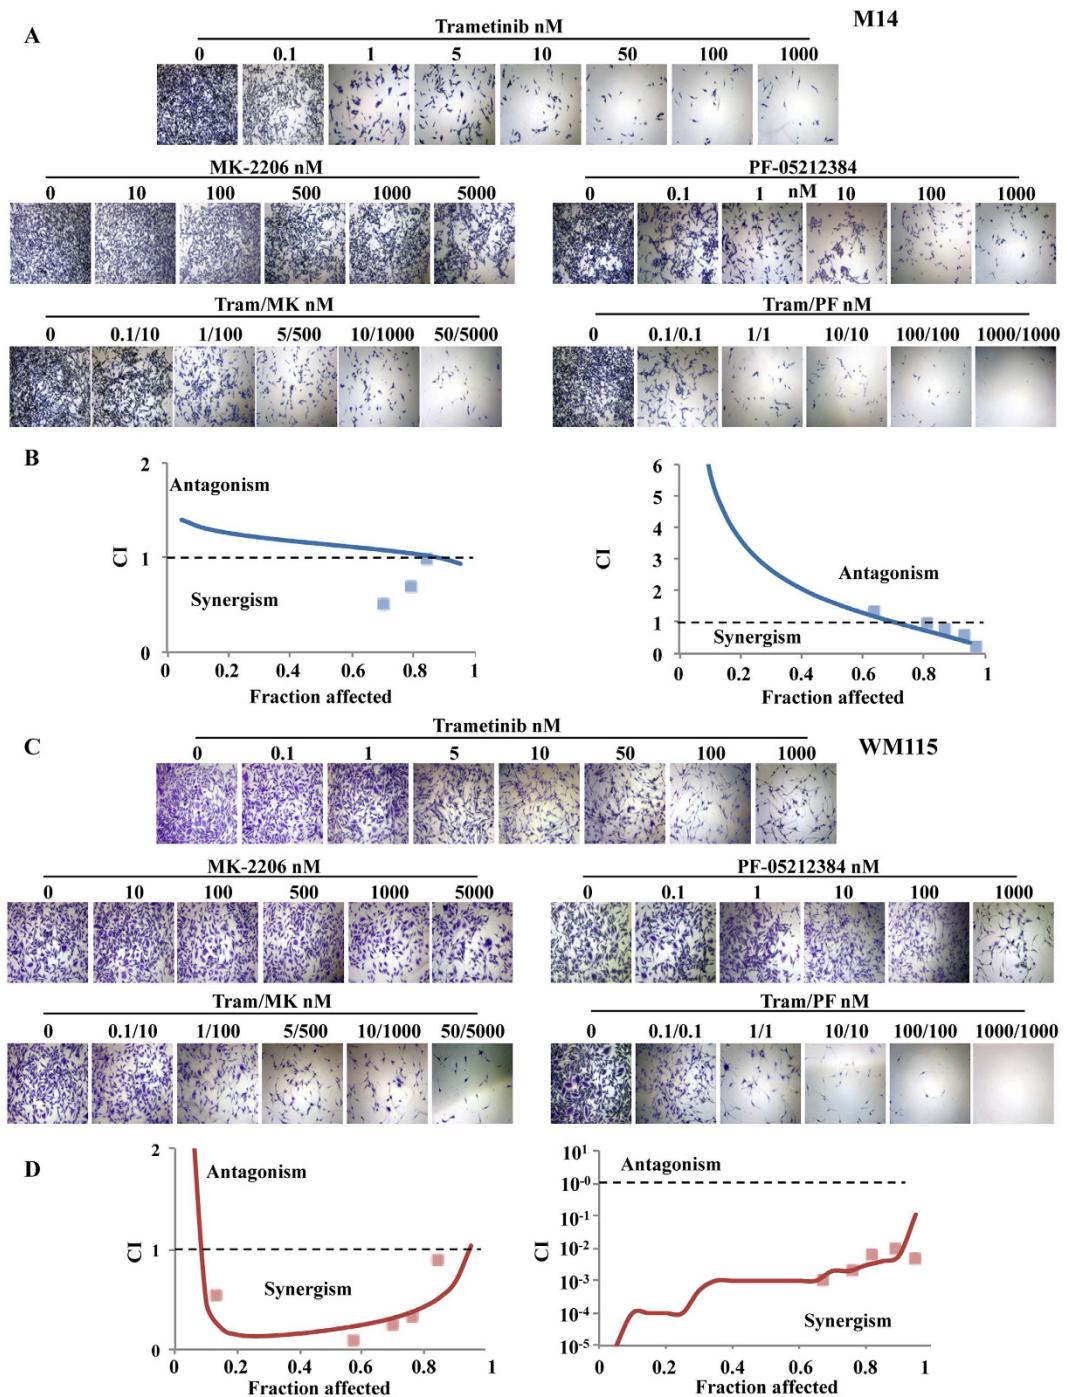 A
M14
Trametinib nM
0 0.1 1 5 10 50 100 1000
MK-2206 nM
0 10 100 500 1000 5000
PF-05212384
nM
0 0.1 1 10 100 1000
Tram/MK nM
0 0.1/10 1/100 5/500 10/1000 50/5000
Tram/PF nM
0 0.1/0.1 1/1 10/10 100/100 1000/1000
B
2
Antagonism
CI
1
Synergism
0
0 0.2 0.4 0.6 0.8 1
Fraction affected
6
5
4
CI
3
Antagonism
2
1
Synergism
0
0 0.2 0.4 0.6 0.8 1
Fraction affected
C
WM115
Trametinib nM
0 0.1 1 5 10 50 100 1000
MK-2206 nM
0 10 100 500 1000 5000
PF-05212384 nM
0 0.1 1 10 100 1000
Tram/MK nM
0 0.1/10 1/100 5/500 10/1000 50/5000
Tram/PF nM
0 0.1/0.1 1/1 10/10 100/100 1000/1000
D
2
Antagonism
CI
1
Synergism
0
0 0.2 0.4 0.6 0.8 1
Fraction affected
10¹
Antagonism
10⁻⁰
10⁻¹
CI
10⁻²
10⁻³
10⁻⁴
Synergism
10⁻⁵
0 0.2 0.4 0.6 0.8 1
Fraction affected